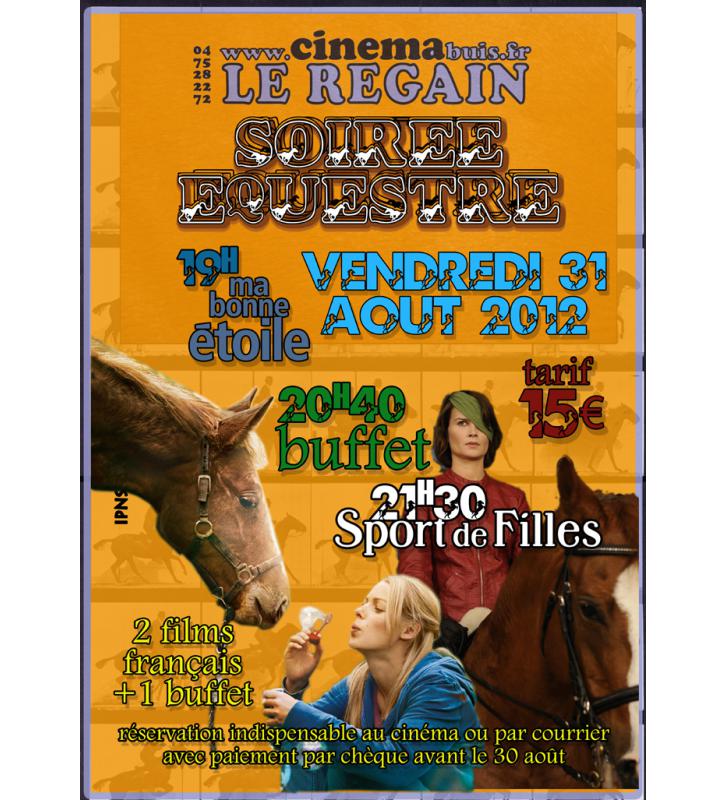 04
75
28
22
72
www.cinemabuis.fr
LE REGAIN
SOIREE
EQUESTRE
19H
ma
bonne
étoile
VENDREDI 31
AOUT 2012
tarif
15€
20H40
buffet
21H30
Sport de Filles
IPNS
2 films
français
+1 buffet
réservation indispensable au cinéma ou par courrier
avec paiement par chèque avant le 30 août